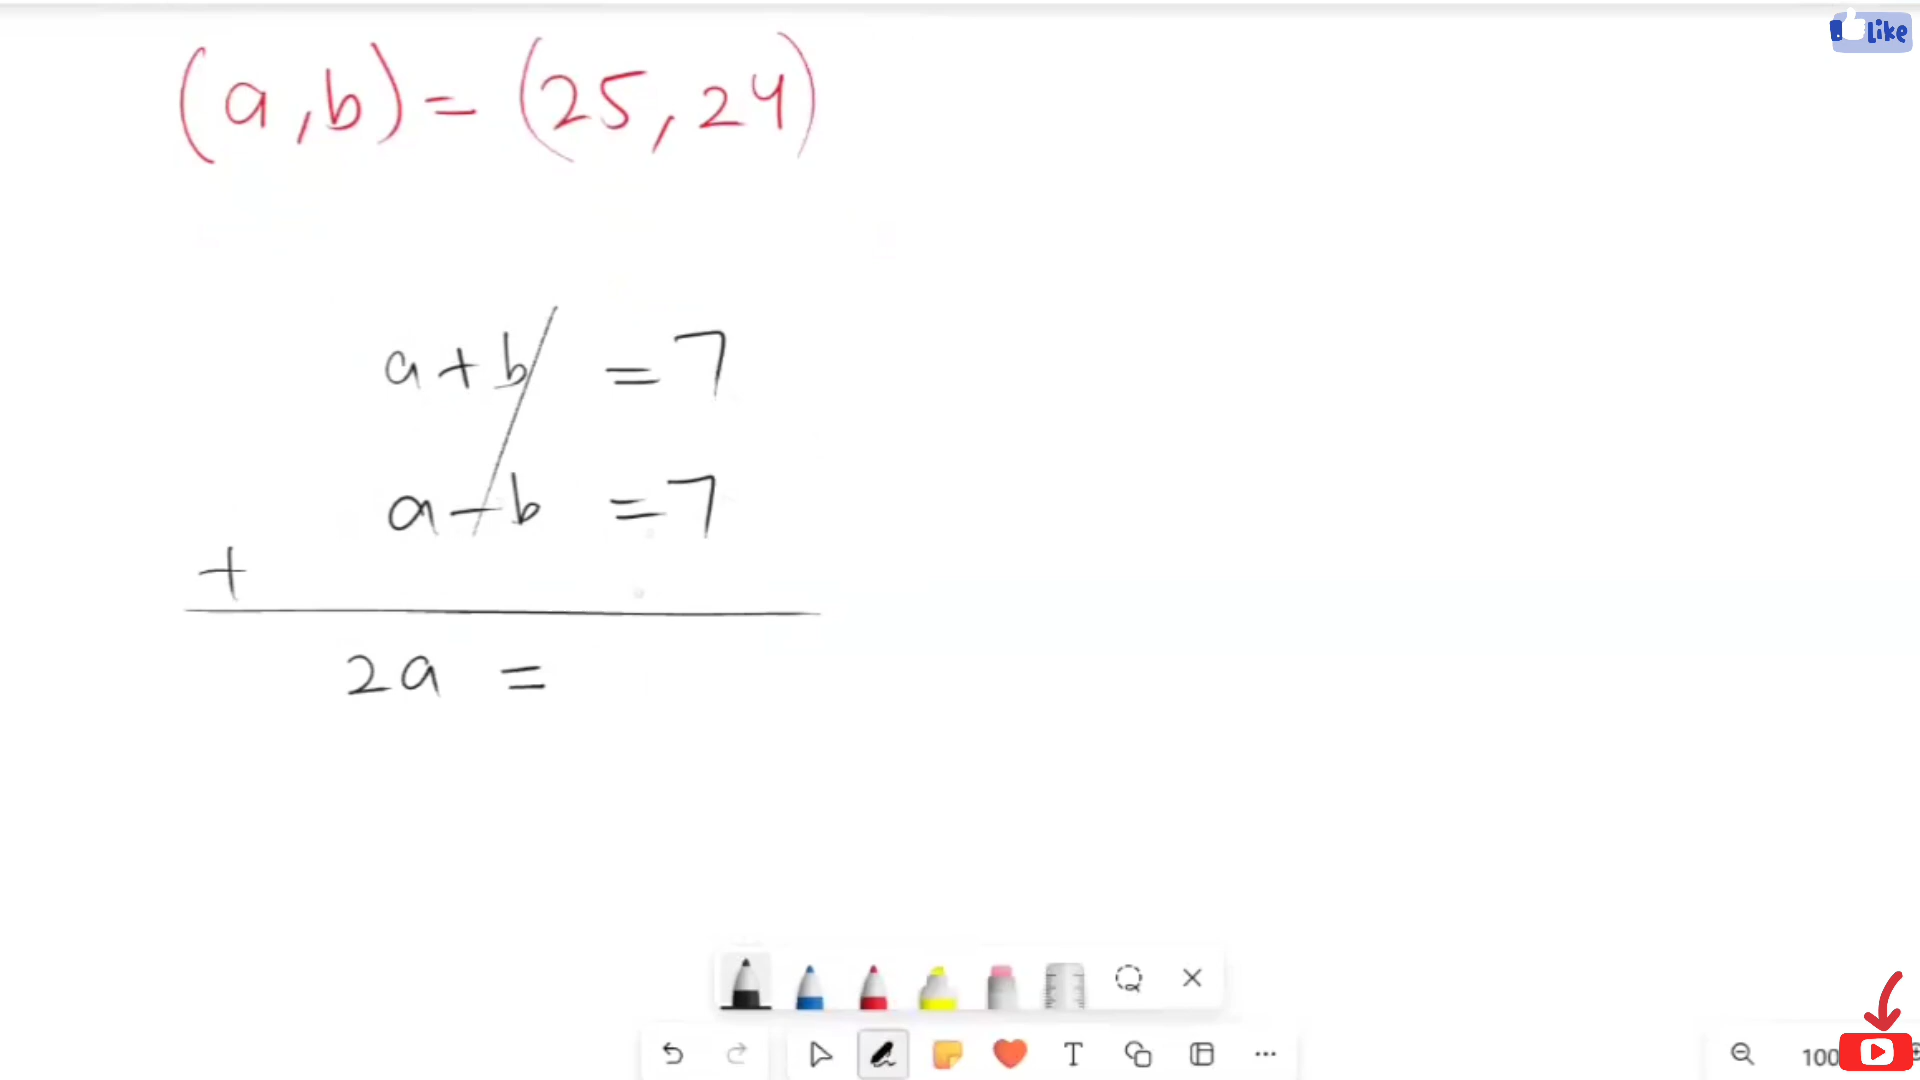 Like
(a,b) = (25,24)
a+b = 7
a-b = 7
+
2a =
T
100